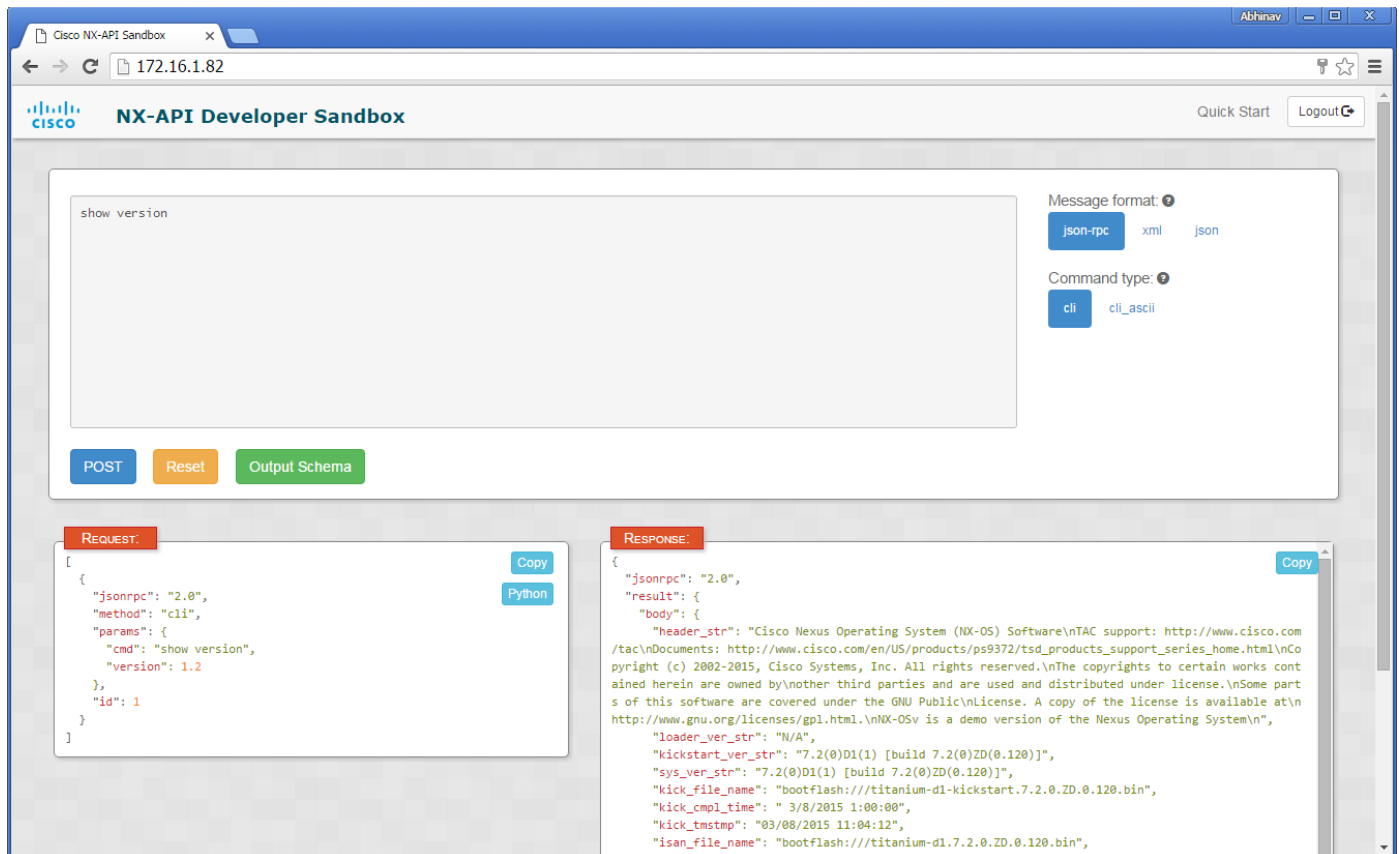 Abhinav
Cisco NX-API Sandbox
172.16.1.82
CISCO
NX-API Developer Sandbox
Quick Start
Logout
show version
Message format:
json-rpc xml json
Command type:
cli cli_ascii
POST
Reset
Output Schema
REQUEST:
Copy
Python
[
{
"jsonrpc": "2.0",
"method": "cli",
"params": {
"cmd": "show version",
"version": 1.2
},
"id": 1
}
]
RESPONSE:
Copy
{
"jsonrpc": "2.0",
"result": {
"body": {
"header_str": "Cisco Nexus Operating System (NX-OS) Software\nTAC support: http://www.cisco.com
/tac\nDocuments: http://www.cisco.com/en/US/products/ps9372/tsd_products_support_series_home.html\nCo
pyright (c) 2002-2015, Cisco Systems, Inc. All rights reserved.\nThe copyrights to certain works cont
ained herein are owned by\nother third parties and are used and distributed under license.\nSome part
s of this software are covered under the GNU Public\nLicense. A copy of the license is available at\n
http://www.gnu.org/licenses/gpl.html.\nNX-OSv is a demo version of the Nexus Operating System\n",
"loader_ver_str": "N/A",
"kickstart_ver_str": "7.2(0)D1(1) [build 7.2(0)ZD(0.120)]",
"sys_ver_str": "7.2(0)D1(1) [build 7.2(0)ZD(0.120)]",
"kick_file_name": "bootflash:///titanium-d1-kickstart.7.2.0.ZD.0.120.bin",
"kick_cmpl_time": " 3/8/2015 1:00:00",
"kick_tmstmp": "03/08/2015 11:04:12",
"isan_file_name": "bootflash:///titanium-d1.7.2.0.ZD.0.120.bin",